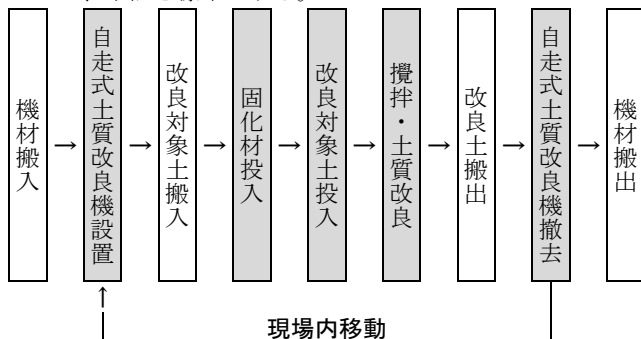 機材搬入
→
自走式土質改良機設置
→
改良対象土搬入
→
固化材投入
→
改良対象土投入
→
攪拌・土質改良
→
改良土搬出
→
自走式土質改良機撤去
→
機材搬出
↑
現場内移動